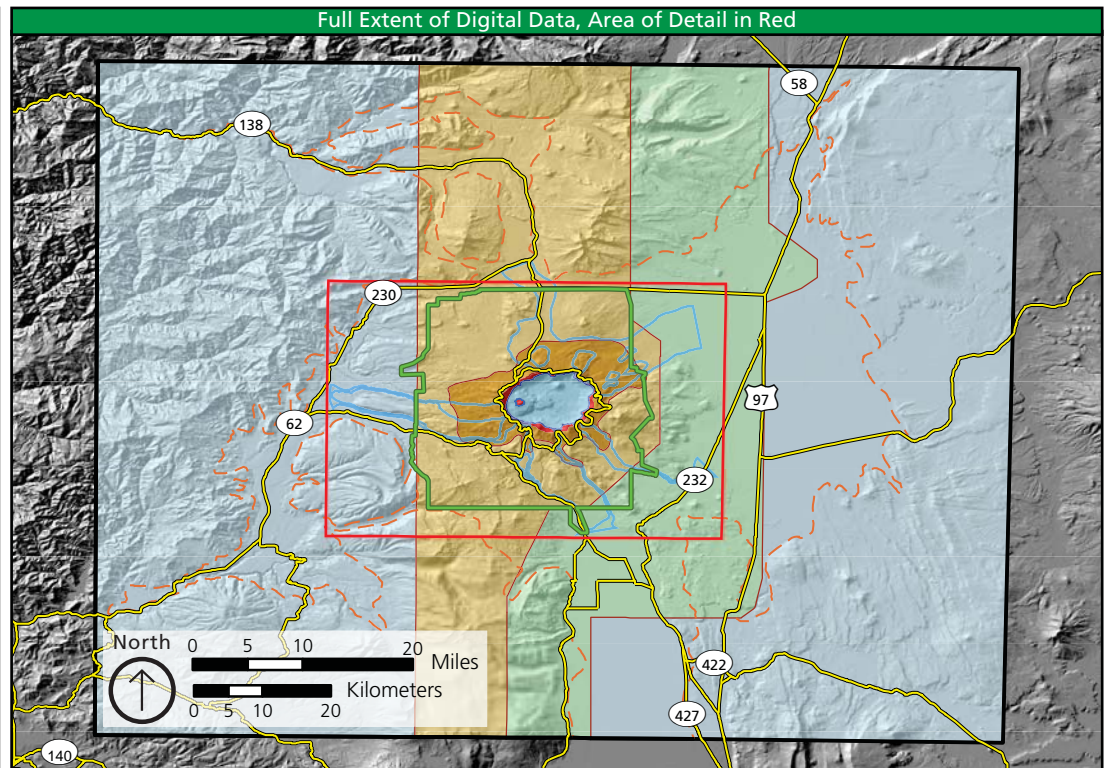 Full Extent of Digital Data, Area of Detail in Red
58
138
230
97
62
232
North
0 5 10 20
Miles
Kilometers
0 5 10 20
422
427
140